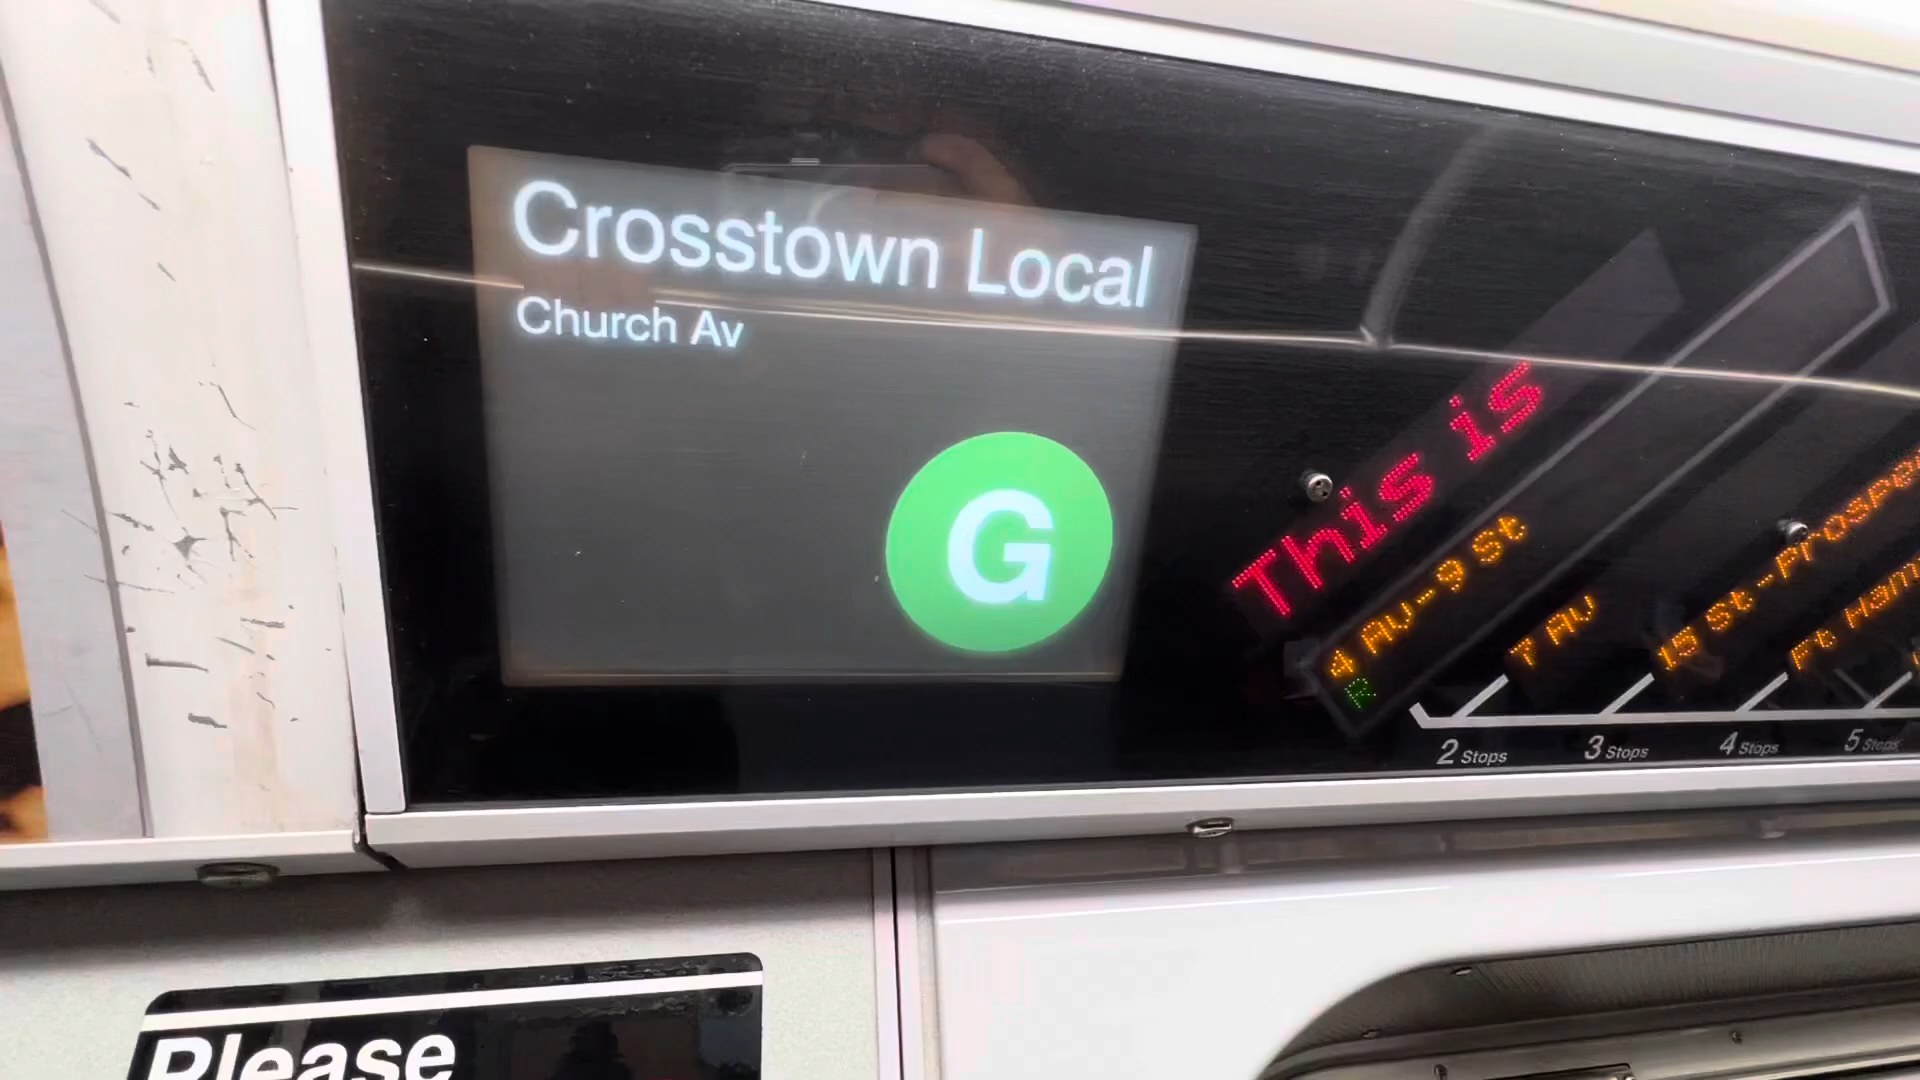 Crosstown Local
Church Av
G
This is
4 Av-9 St
R
7 Av
15 St-Prospe
Ft Ham
2 Stops
3 Stops
4 Stops
5 Stops
Please